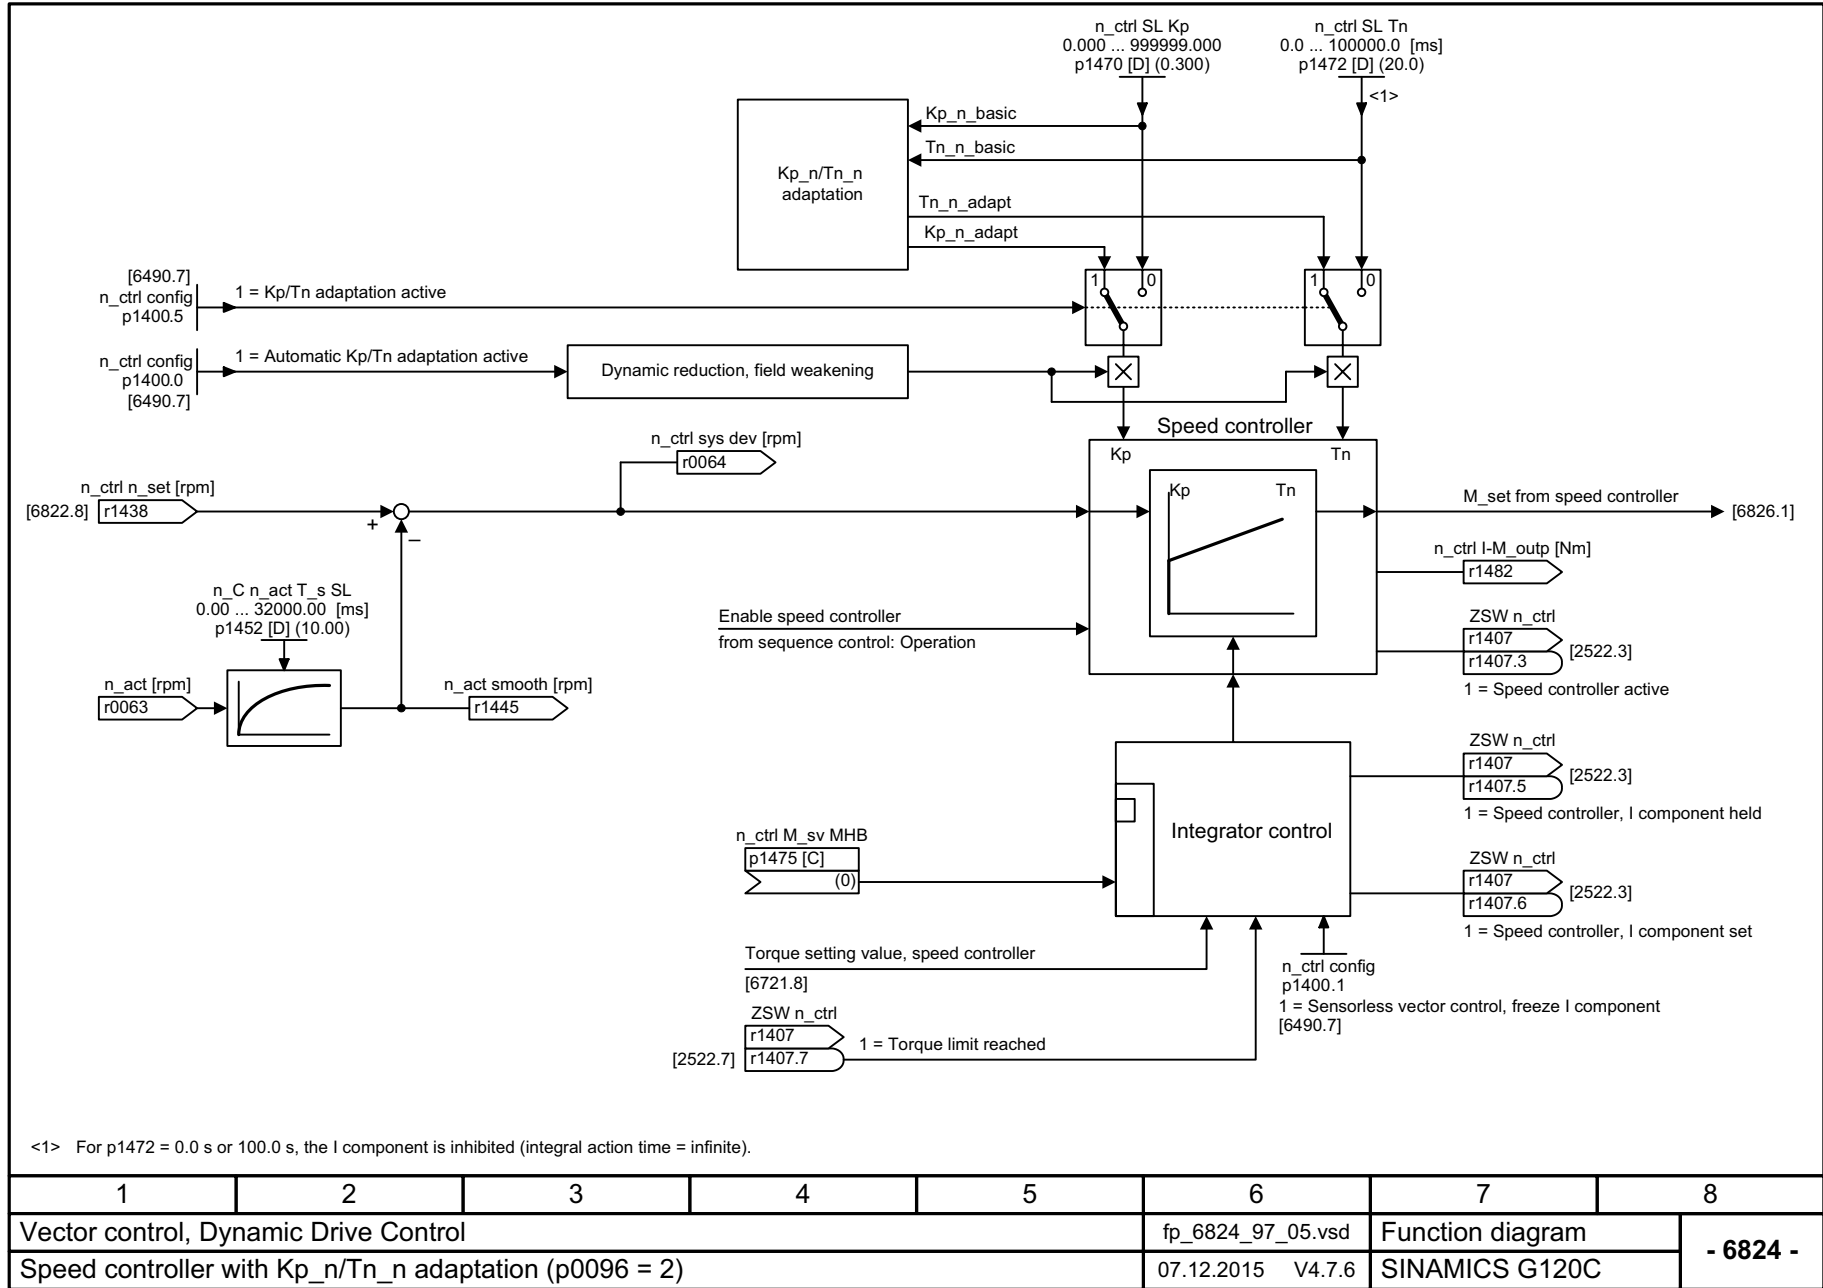 n_ctrl SL Kp
0.000 ... 999999.000
p1470 [D] (0.300)
n_ctrl SL Tn
0.0 ... 100000.0 [ms]
p1472 [D] (20.0)
<1>
Kp_n_basic
Tn_n_basic
Kp_n/Tn_n
adaptation
Tn_n_adapt
Kp_n_adapt
[6490.7]
n_ctrl config
p1400.5
1 = Kp/Tn adaptation active
1
0
1
0
n_ctrl config
p1400.0
[6490.7]
1 = Automatic Kp/Tn adaptation active
Dynamic reduction, field weakening
Speed controller
Kp
Tn
Kp
Tn
n_ctrl sys dev [rpm]
r0064
n_ctrl n_set [rpm]
[6822.8]
r1438
+
–
M_set from speed controller
[6826.1]
n_ctrl I-M_outp [Nm]
r1482
n_C n_act T_s SL
0.00 ... 32000.00 [ms]
p1452 [D] (10.00)
Enable speed controller
from sequence control: Operation
ZSW n_ctrl
r1407
r1407.3
[2522.3]
1 = Speed controller active
n_act [rpm]
r0063
n_act smooth [rpm]
r1445
ZSW n_ctrl
r1407
r1407.5
[2522.3]
1 = Speed controller, I component held
Integrator control
n_ctrl M_sv MHB
p1475 [C]
(0)
ZSW n_ctrl
r1407
r1407.6
[2522.3]
1 = Speed controller, I component set
Torque setting value, speed controller
[6721.8]
n_ctrl config
p1400.1
1 = Sensorless vector control, freeze I component
[6490.7]
ZSW n_ctrl
r1407
[2522.7]
r1407.7
1 = Torque limit reached
<1> For p1472 = 0.0 s or 100.0 s, the I component is inhibited (integral action time = infinite).
1 2 3 4 5 6 7 8
Vector control, Dynamic Drive Control
fp_6824_97_05.vsd
Function diagram
- 6824 -
Speed controller with Kp_n/Tn_n adaptation (p0096 = 2)
07.12.2015 V4.7.6
SINAMICS G120C